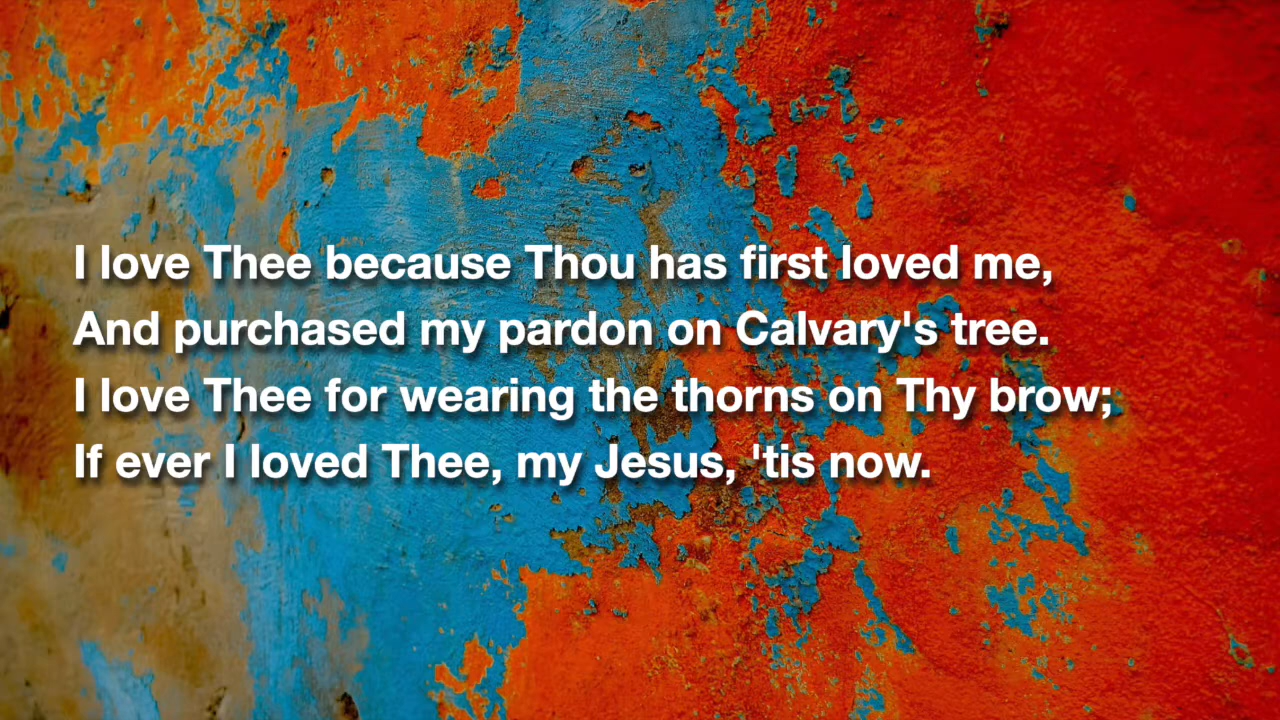 I love Thee because Thou has first loved me,
And purchased my pardon on Calvary's tree.
I love Thee for wearing the thorns on Thy brow;
If ever I loved Thee, my Jesus, 'tis now.